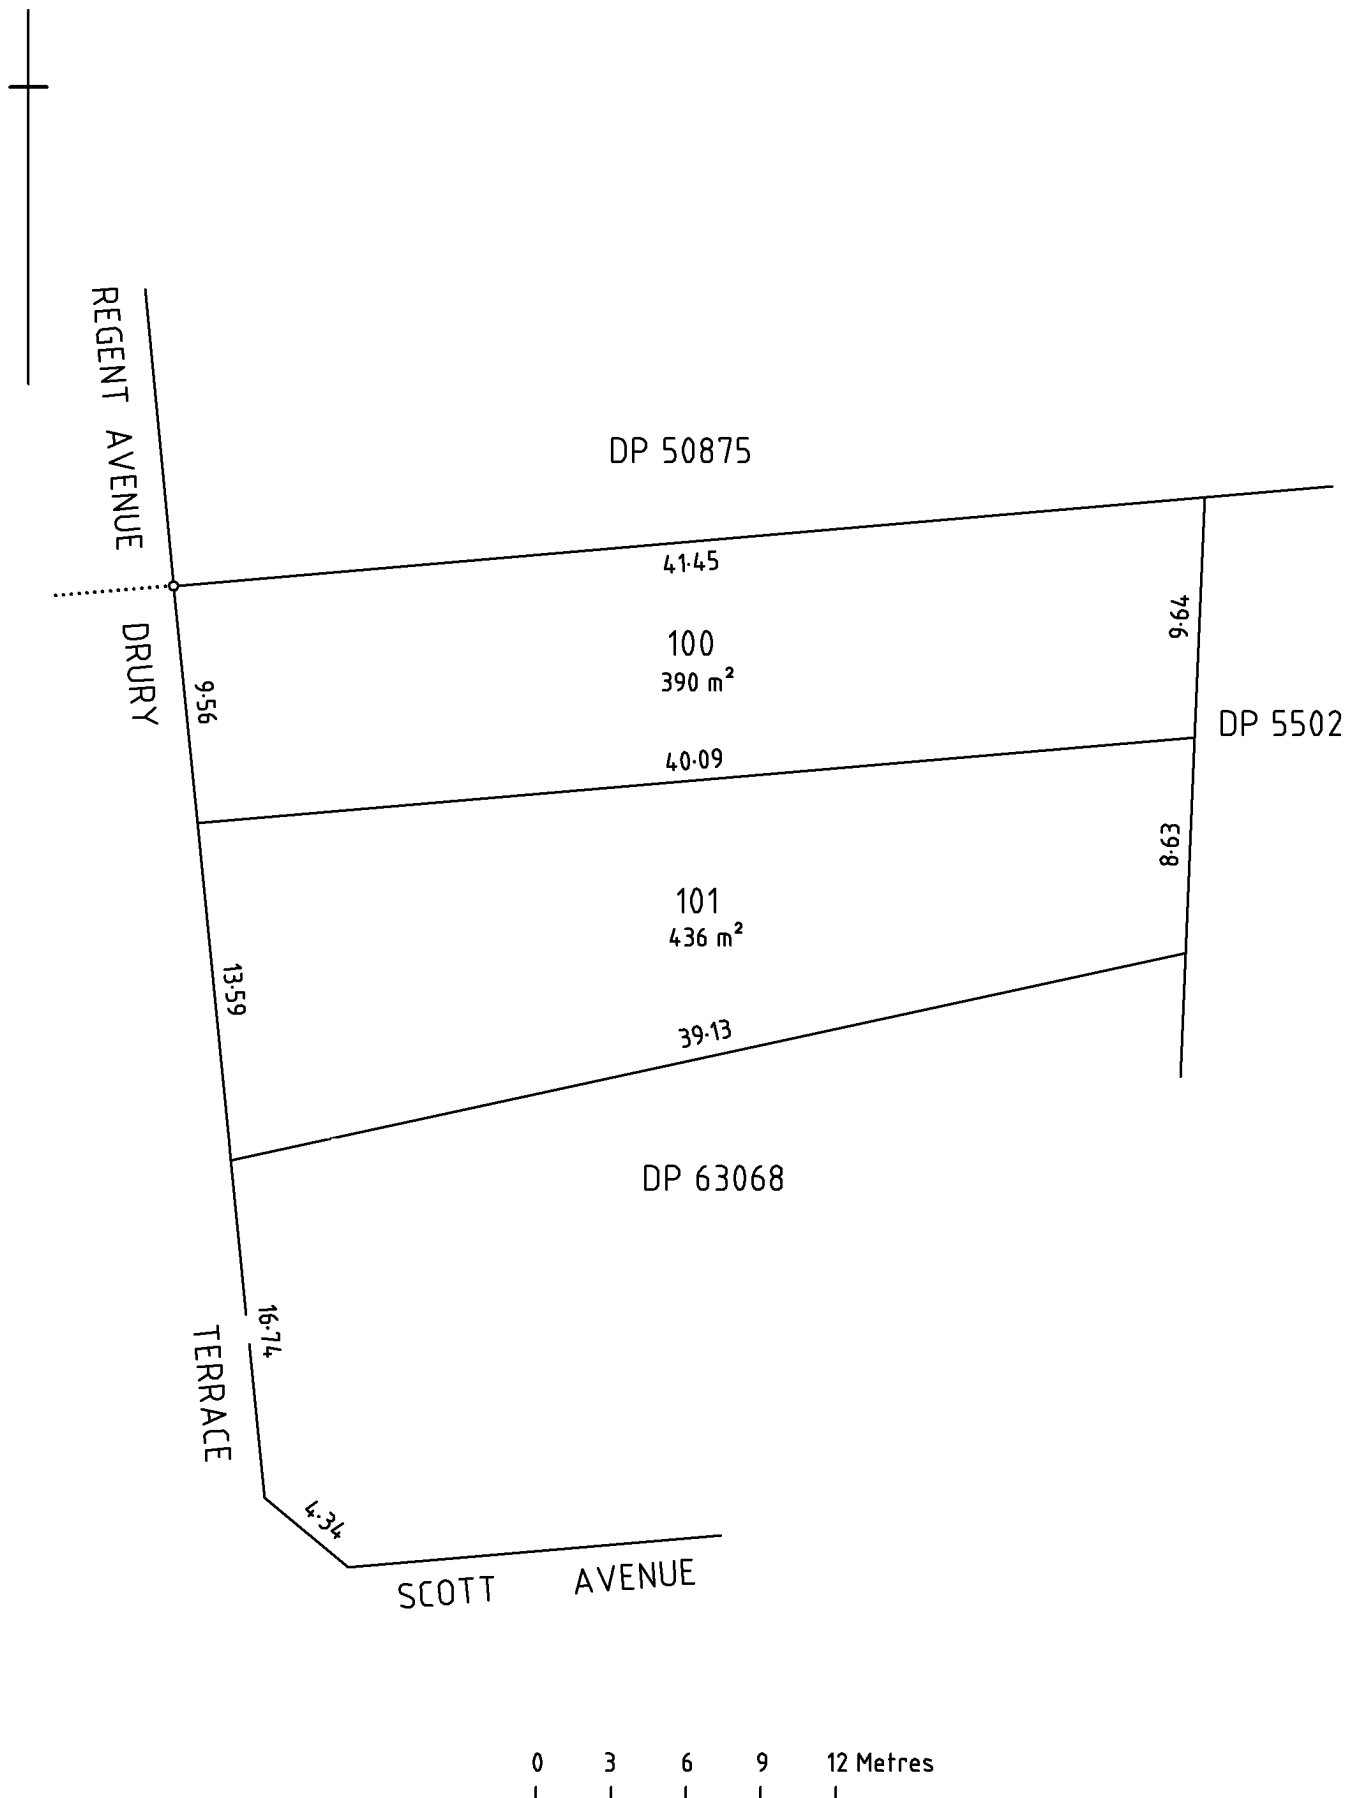 REGENT AVENUE
DP 50875
41·45
9·64
DRURY
100
390 m²
9·56
DP 5502
40·09
8·63
101
436 m²
13·59
39·13
DP 63068
16·74
TERRACE
4·34
SCOTT AVENUE
0 3 6 9 12 Metres